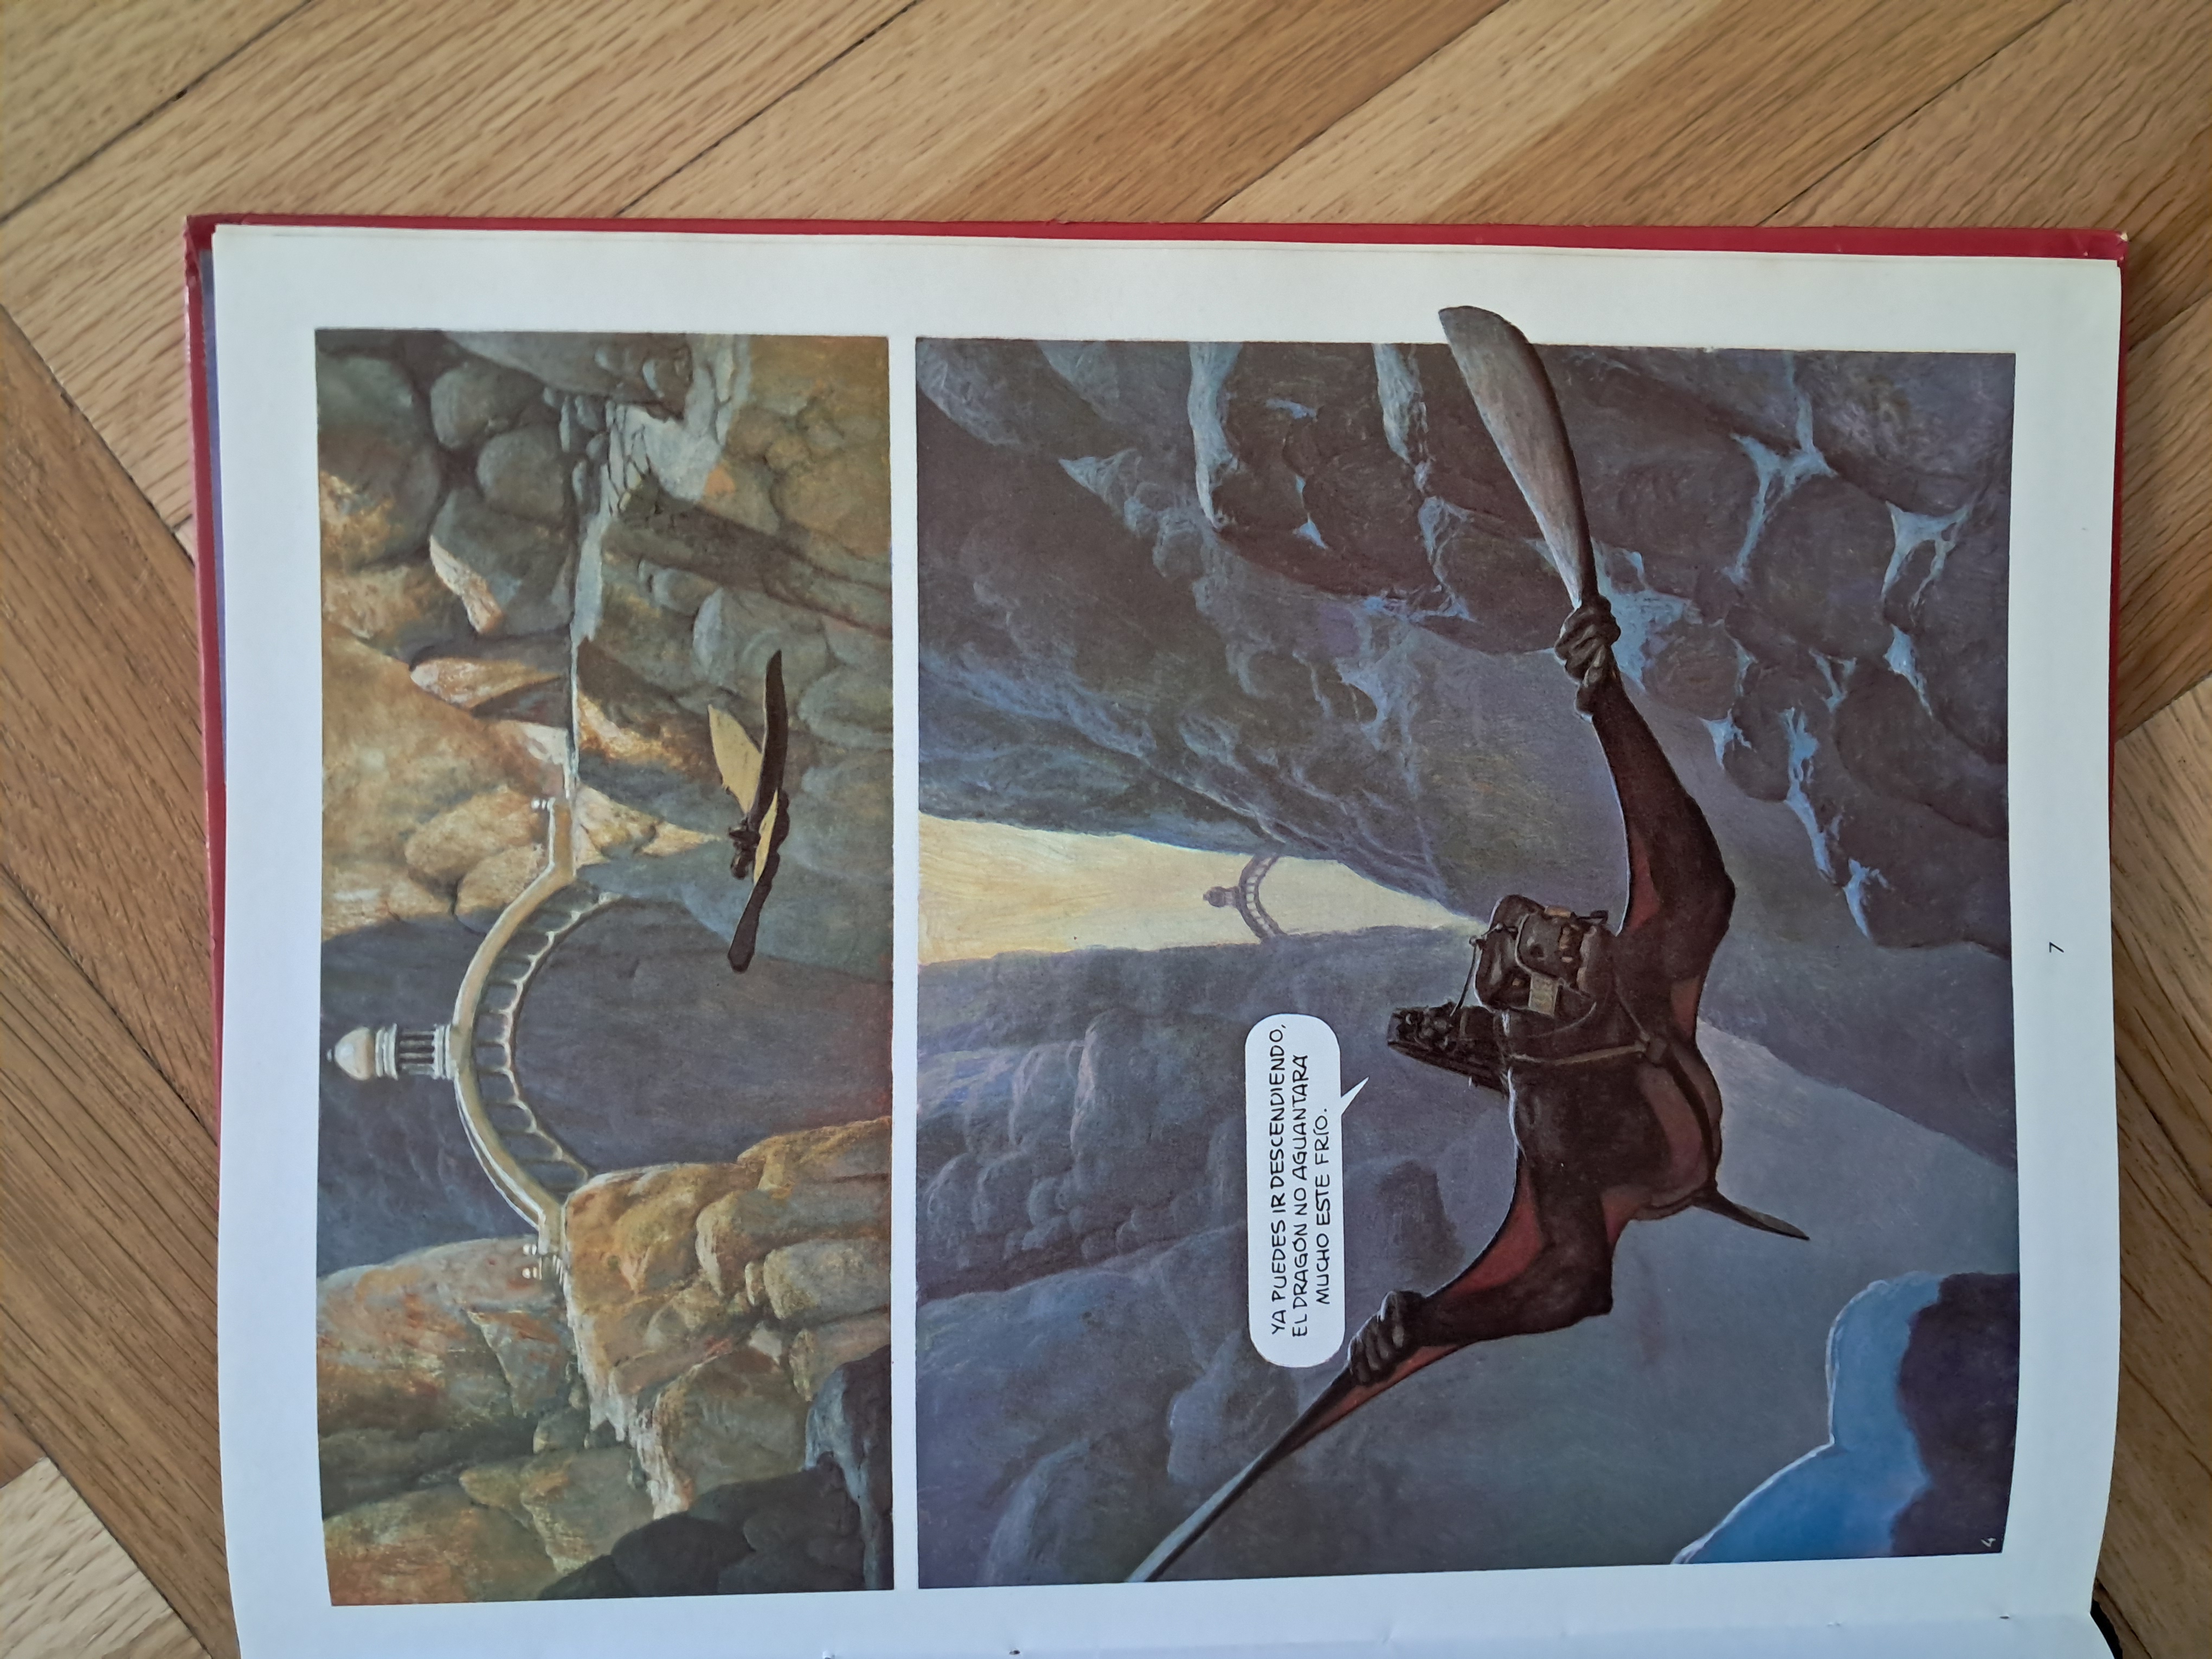 YA PUEDES IR DESCENDIENDO,
EL DRAGÓN NO AGUANTARÁ
MUCHO ESTE FRÍO.
4
7